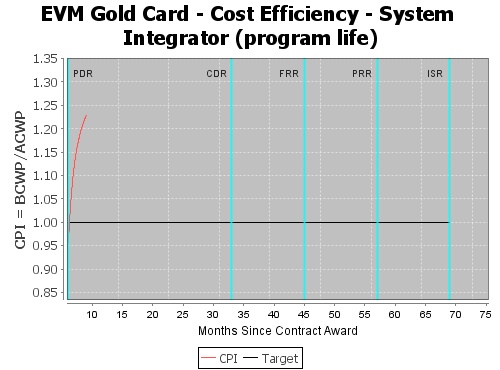 EVM Gold Card - Cost Efficiency - System
Integrator (program life)
CPI = BCWP/ACWP
1.35
1.30
1.25
1.20
1.15
1.10
1.05
1.00
0.95
0.90
0.85
PDR CDR FRR PRR ISR
10 15 20 25 30 35 40 45 50 55 60 65 70 75
Months Since Contract Award
CPI Target